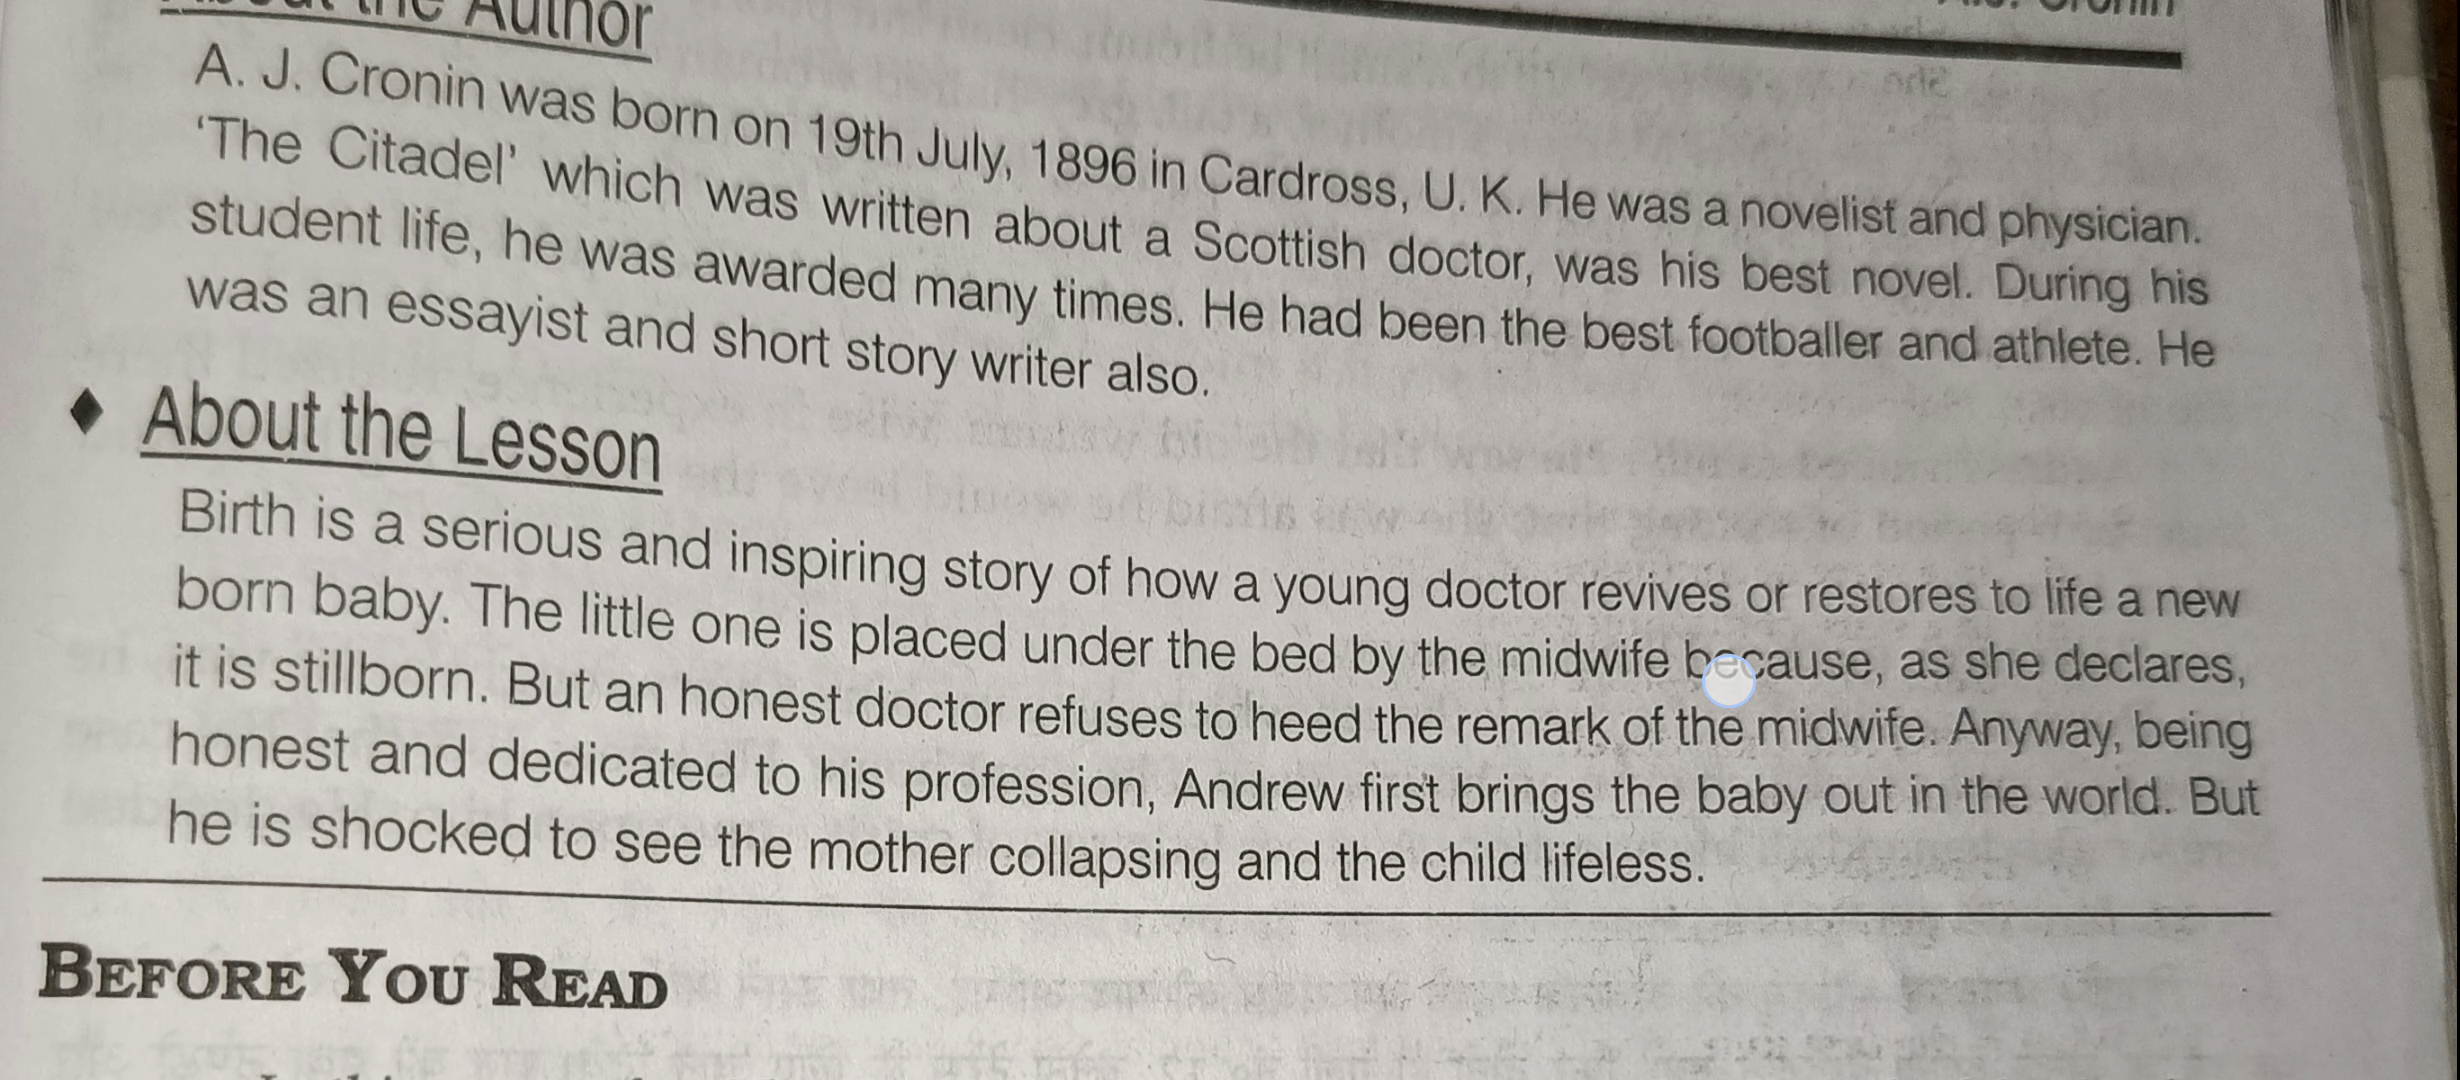 About the Author
Cronin
A. J. Cronin was born on 19th July, 1896 in Cardross, U. K. He was a novelist and physician.
‘The Citadel’ which was written about a Scottish doctor, was his best novel. During his
student life, he was awarded many times. He had been the best footballer and athlete. He
was an essayist and short story writer also.
♦ About the Lesson
Birth is a serious and inspiring story of how a young doctor revives or restores to life a new
born baby. The little one is placed under the bed by the midwife because, as she declares,
it is stillborn. But an honest doctor refuses to heed the remark of the midwife. Anyway, being
honest and dedicated to his profession, Andrew first brings the baby out in the world. But
he is shocked to see the mother collapsing and the child lifeless.
BEFORE YOU READ